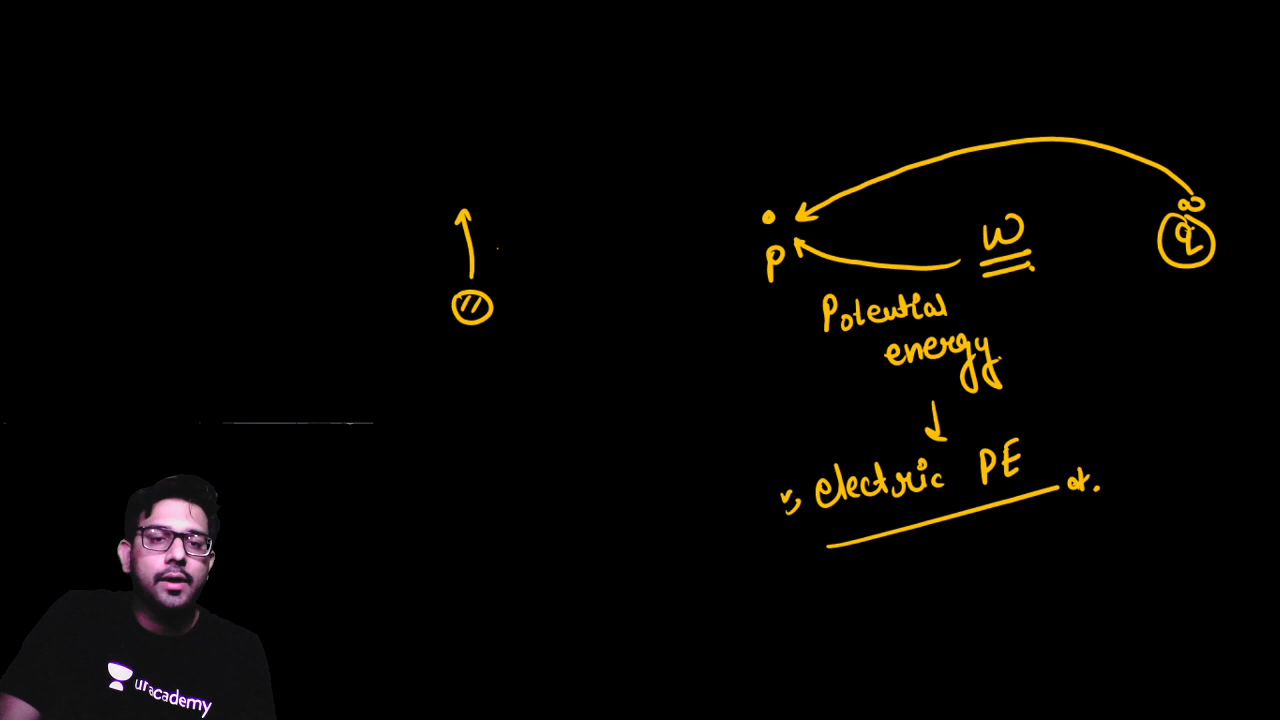 ∞
W
q
P
Potential
energy
↓
electric PE
unacademy